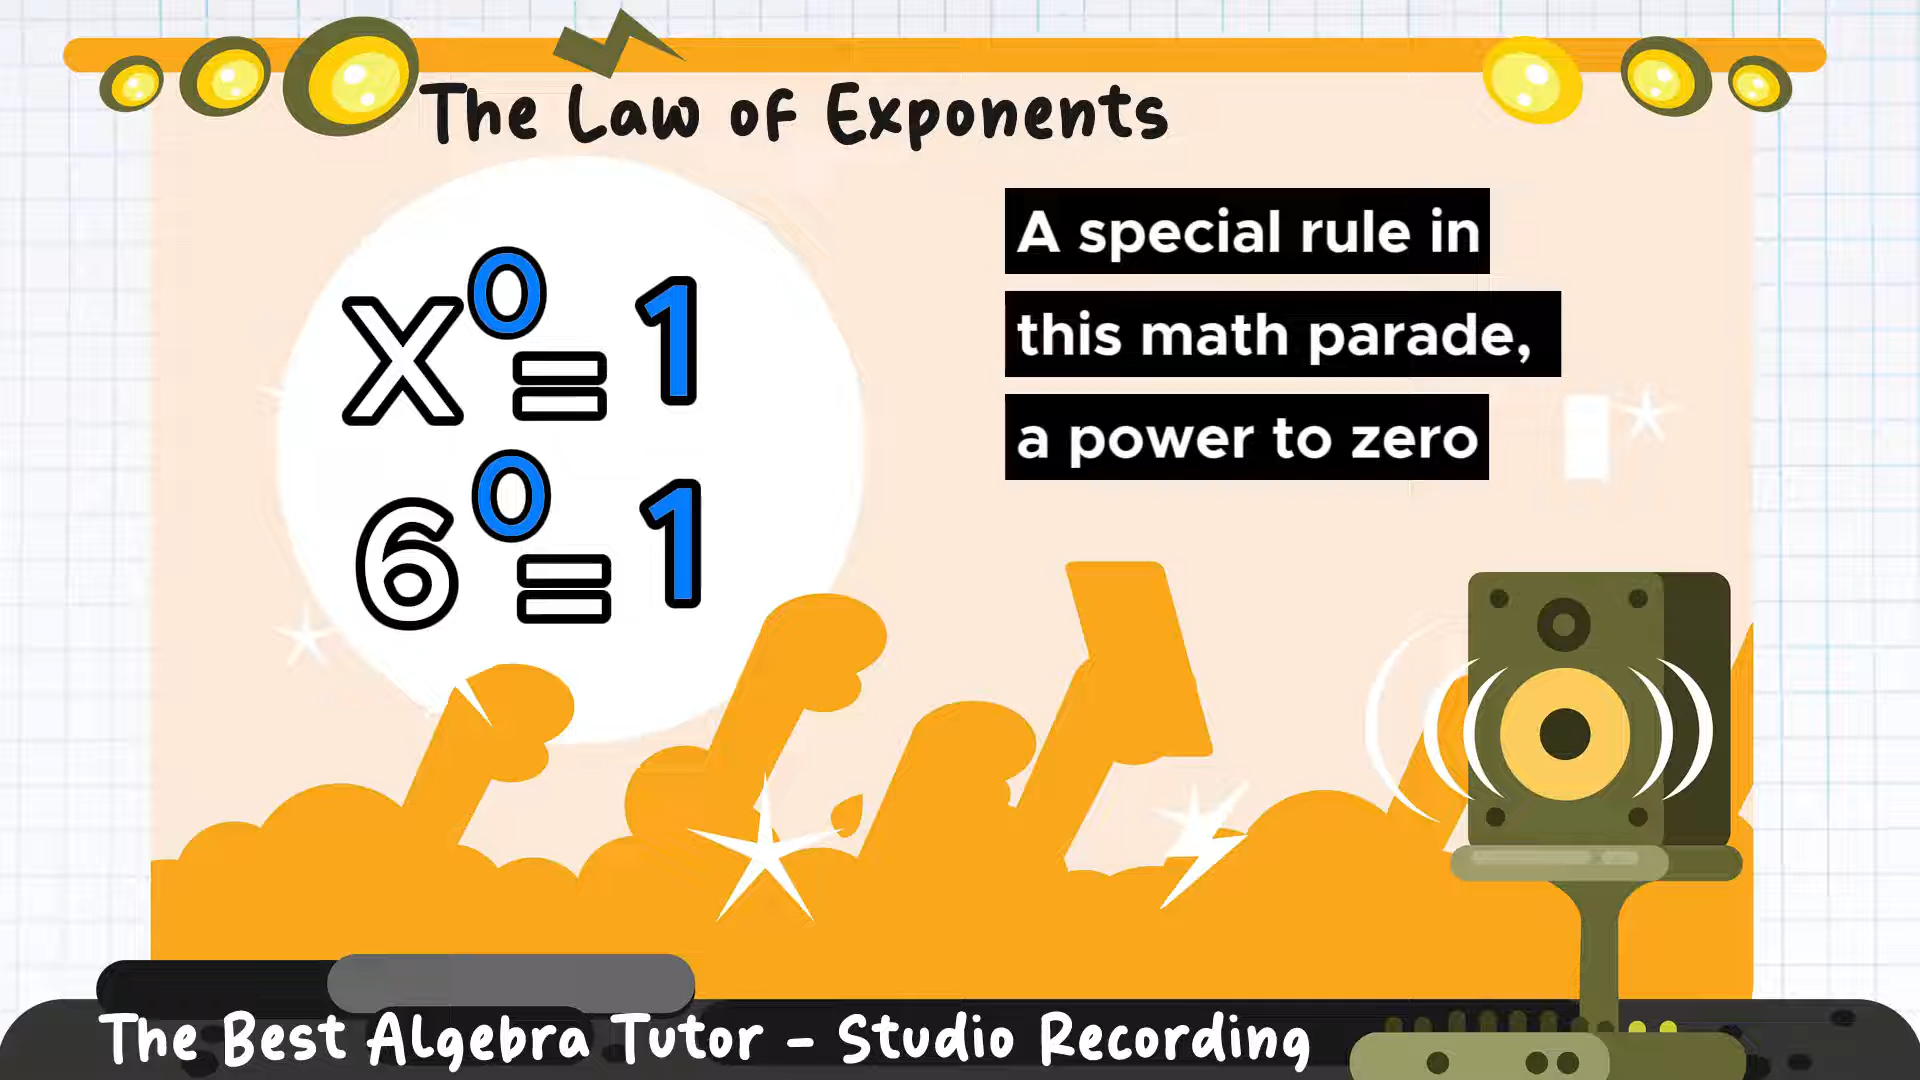 The Law of Exponents
x⁰=1
6⁰=1
A special rule in
this math parade,
a power to zero
The Best Algebra Tutor – Studio Recording